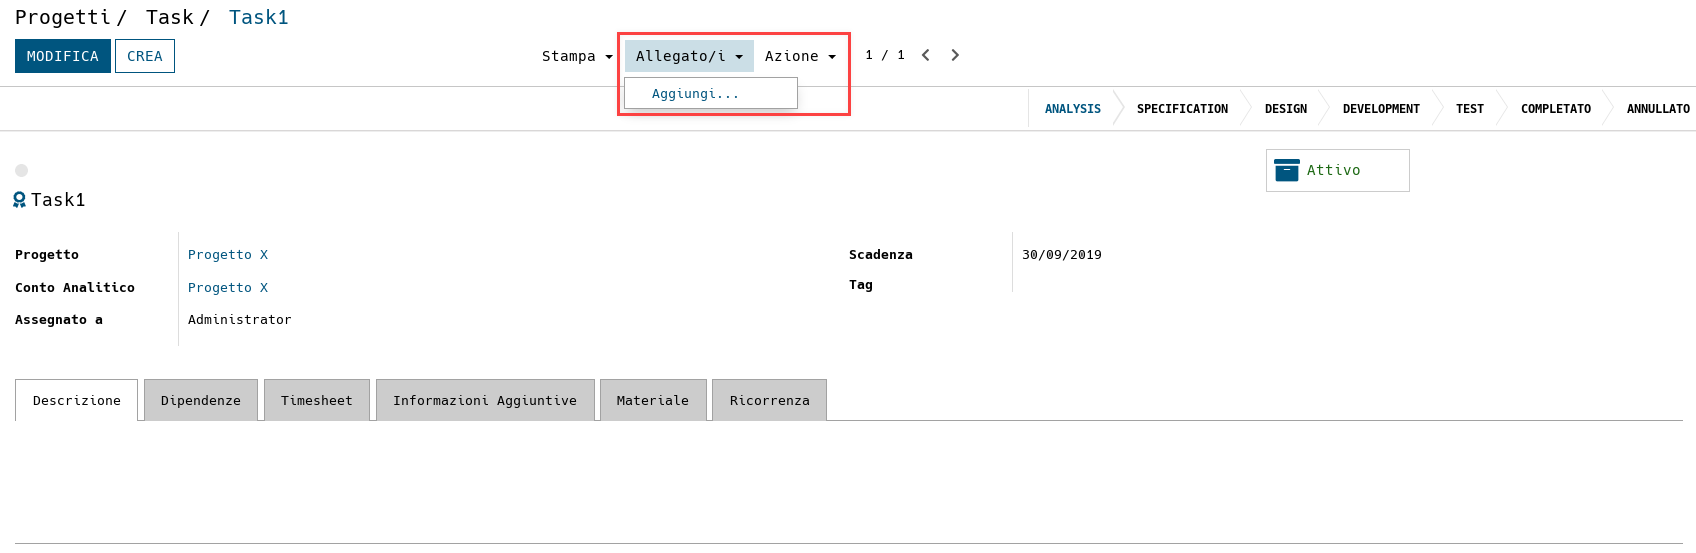 Progetti / Task / Task1
MODIFICA CREA Stampa Allegato/i Azione 1 / 1
Aggiungi...
ANALYSIS SPECIFICATION DESIGN DEVELOPMENT TEST COMPLETATO ANNULLATO
Attivo
Task1
Progetto Progetto X Scadenza 30/09/2019
Conto Analitico Progetto X Tag
Assegnato a Administrator
Descrizione Dipendenze Timesheet Informazioni Aggiuntive Materiale Ricorrenza